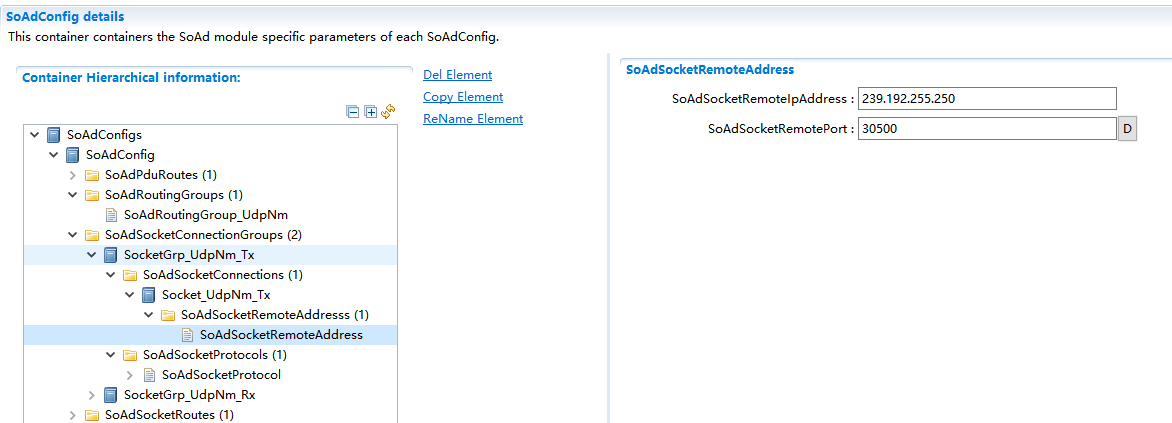 SoAdConfig details
This container containers the SoAd module specific parameters of each SoAdConfig.
Container Hierarchical information:
Del Element
Copy Element
ReName Element
SoAdConfigs
SoAdConfig
SoAdPduRoutes (1)
SoAdRoutingGroups (1)
SoAdRoutingGroup_UdpNm
SoAdSocketConnectionGroups (2)
SocketGrp_UdpNm_Tx
SoAdSocketConnections (1)
Socket_UdpNm_Tx
SoAdSocketRemoteAddresss (1)
SoAdSocketRemoteAddress
SoAdSocketProtocols (1)
SoAdSocketProtocol
SocketGrp_UdpNm_Rx
SoAdSocketRoutes (1)
SoAdSocketRemoteAddress
SoAdSocketRemoteIpAddress : 239.192.255.250
SoAdSocketRemotePort : 30500 D